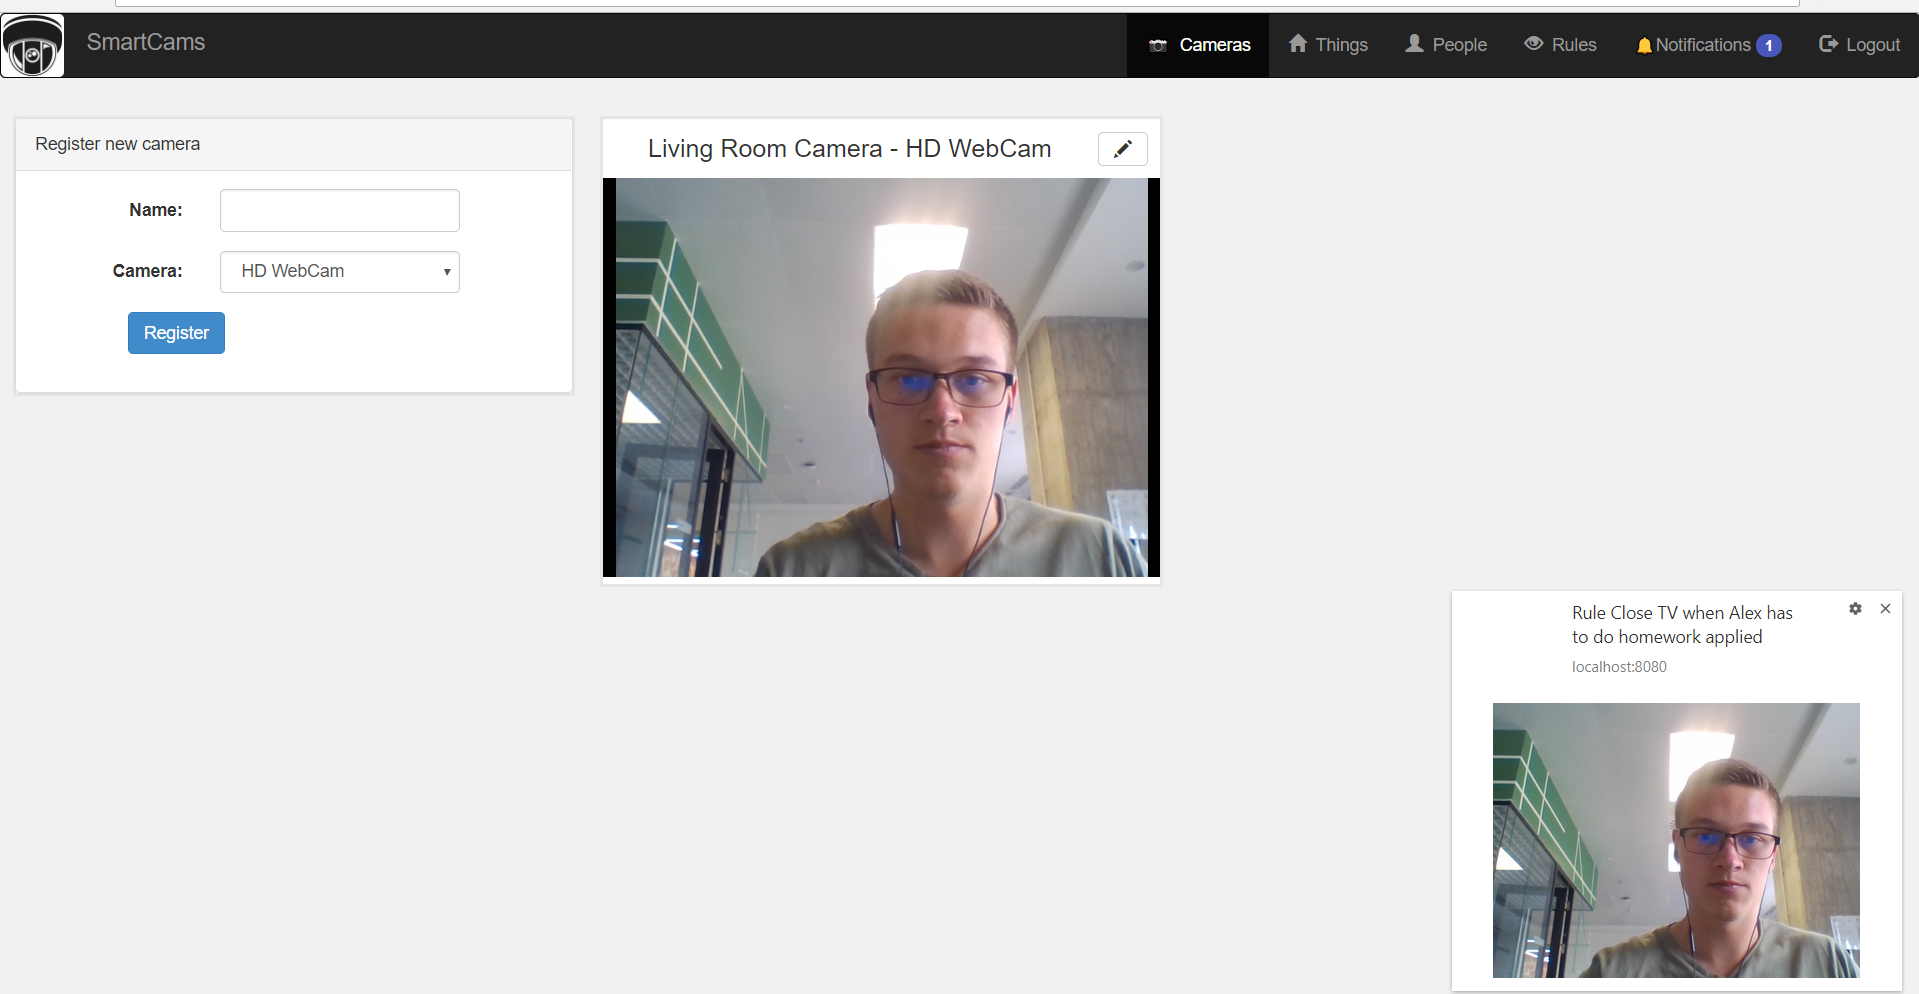 SmartCams
Cameras
Things
People
Rules
Notifications 1
Logout
Register new camera
Name:
Camera:
HD WebCam
Register
Living Room Camera - HD WebCam
Rule Close TV when Alex has
to do homework applied
localhost:8080